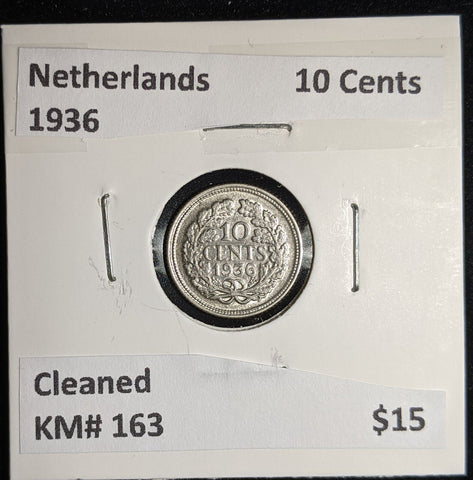 Netherlands 10 Cents
1936
10
CENTS
1936
Cleaned
KM# 163 $15